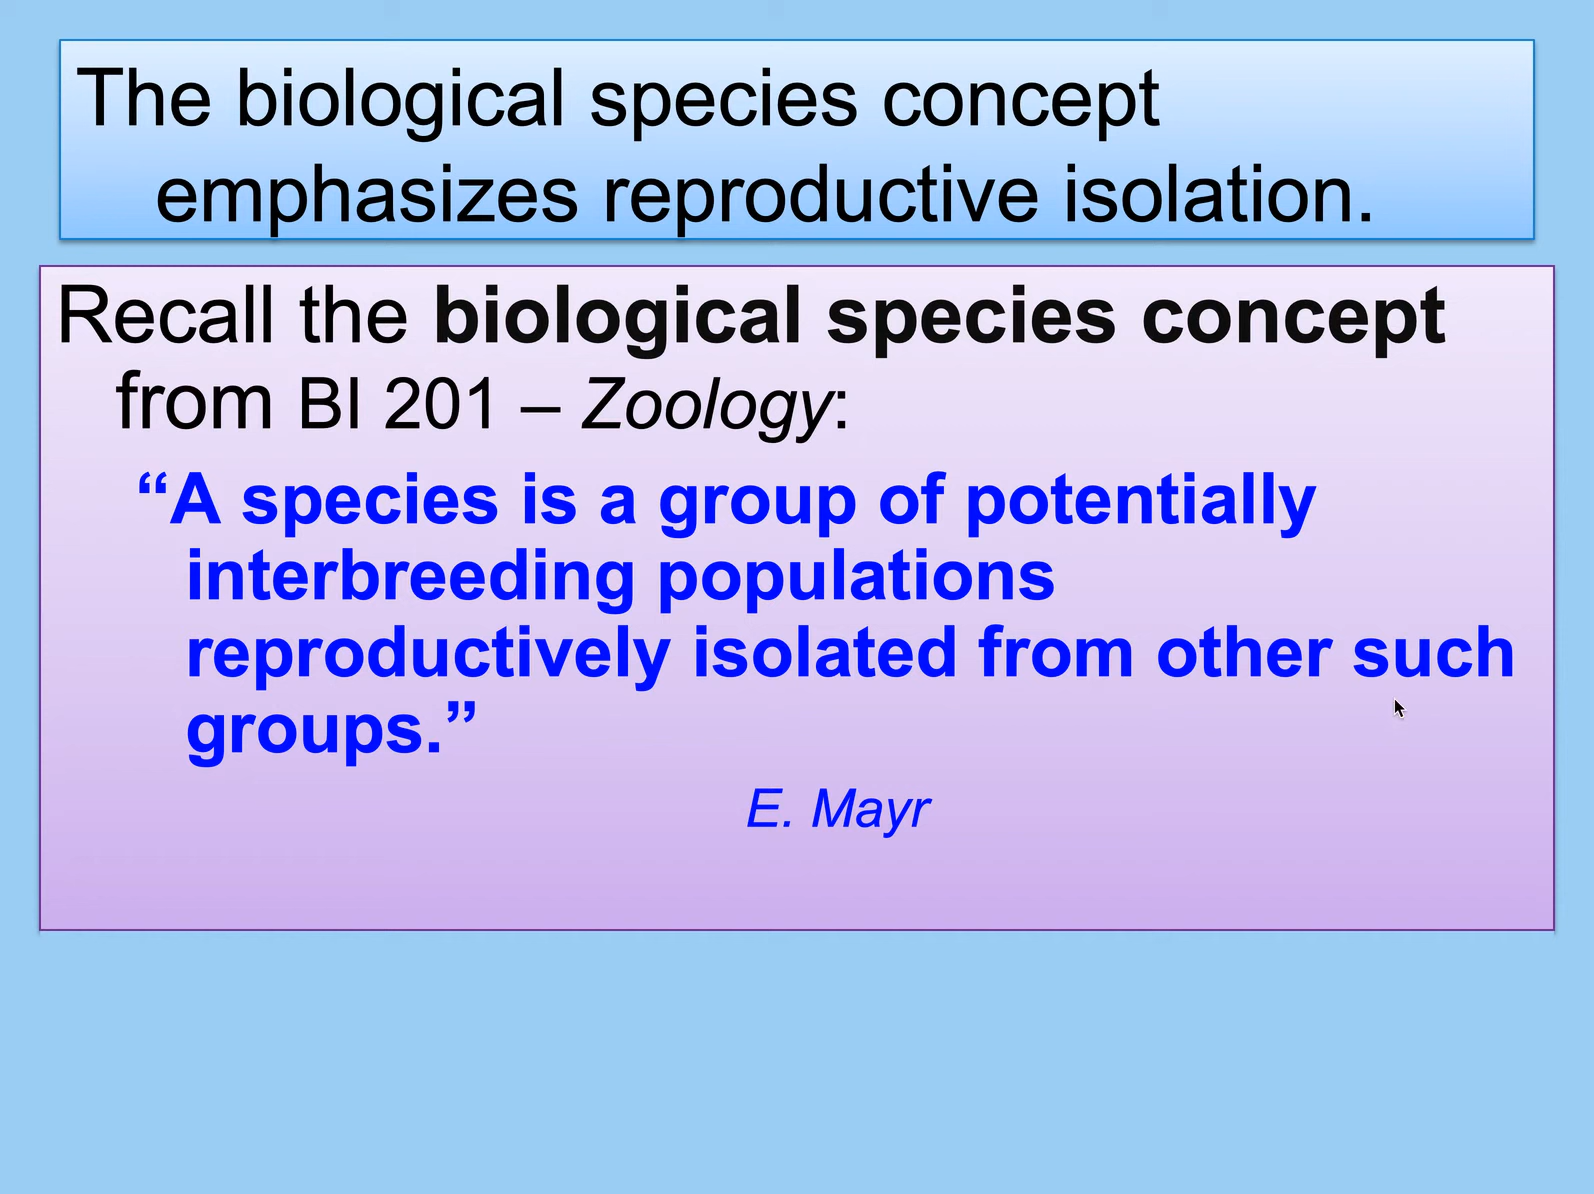 The biological species concept
emphasizes reproductive isolation.
Recall the biological species concept
from BI 201 – Zoology:
“A species is a group of potentially
interbreeding populations
reproductively isolated from other such
groups.”
E. Mayr